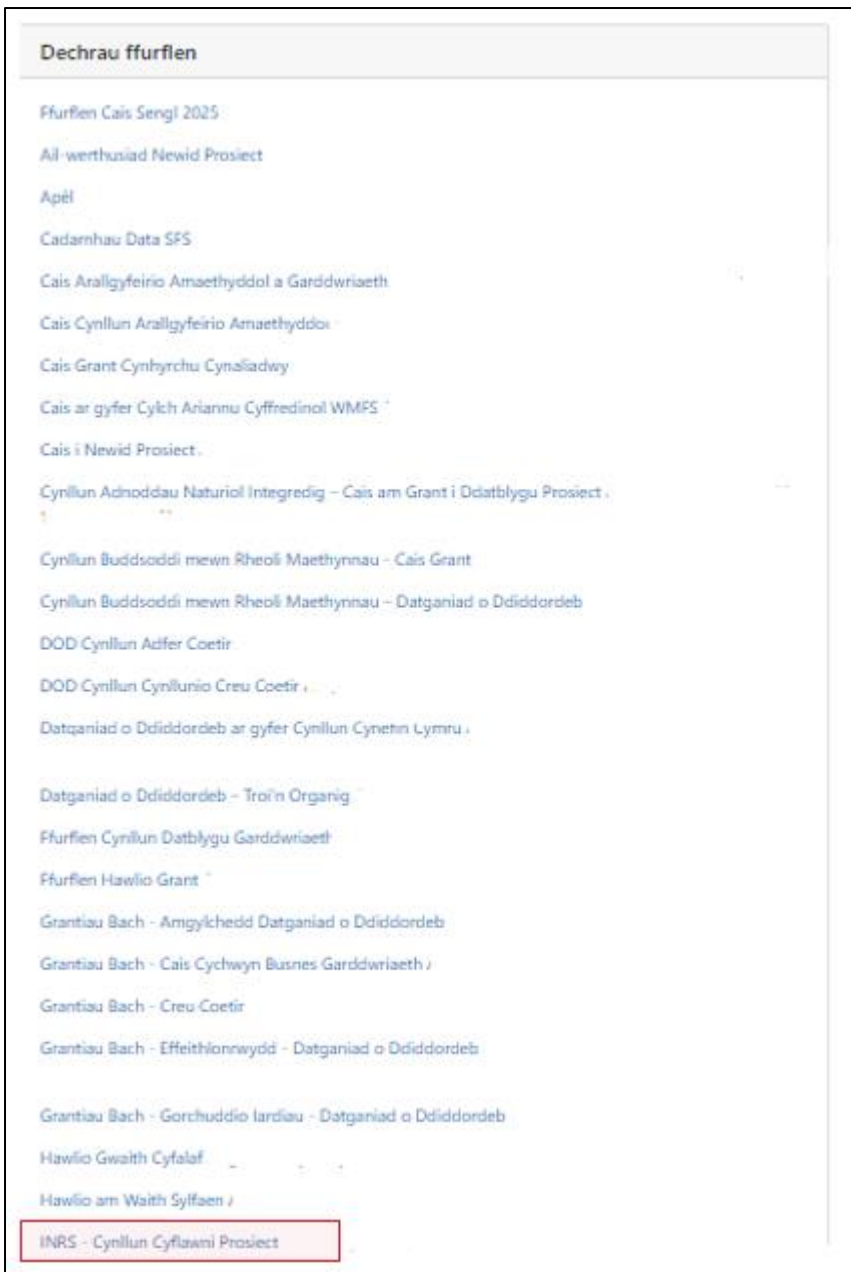 Dechrau ffurflen
Ffurflen Cais Sengl 2025
Ail-werthusiad Newid Prosiect
Apêl
Cadarnhau Data SFS
Cais Arallgyfeirio Amaethyddol a Garddwriaeth
Cais Cynllun Arallgyfeirio Amaethyddol
Cais Grant Cynhyrchu Cynaliadwy
Cais ar gyfer Cylch Ariannu Cyffredinol WMFS
Cais i Newid Prosiect
Cynllun Adnoddau Naturiol Integredig – Cais am Grant i Ddatblygu Prosiect
Cynllun Buddsoddi mewn Rheoli Maethynnau - Cais Grant
Cynllun Buddsoddi mewn Rheoli Maethynnau – Datganiad o Ddiddordeb
DOD Cynllun Adfer Coetir
DOD Cynllun Cynllunio Creu Coetir
Datganiad o Ddiddordeb ar gyfer Cynllun Cynefin Cymru
Datganiad o Ddiddordeb – Troi'n Organig
Ffurflen Cynllun Datblygu Garddwriaeth
Ffurflen Hawlio Grant
Grantiau Bach - Amgylchedd Datganiad o Ddiddordeb
Grantiau Bach - Cais Cychwyn Busnes Garddwriaeth
Grantiau Bach - Creu Coetir
Grantiau Bach - Effeithlonrwydd - Datganiad o Ddiddordeb
Grantiau Bach - Gorchuddio Iardiau - Datganiad o Ddiddordeb
Hawlio Gwaith Cyfalaf
Hawlio am Waith Sylfaen
INRS - Cynllun Cyflawni Prosiect